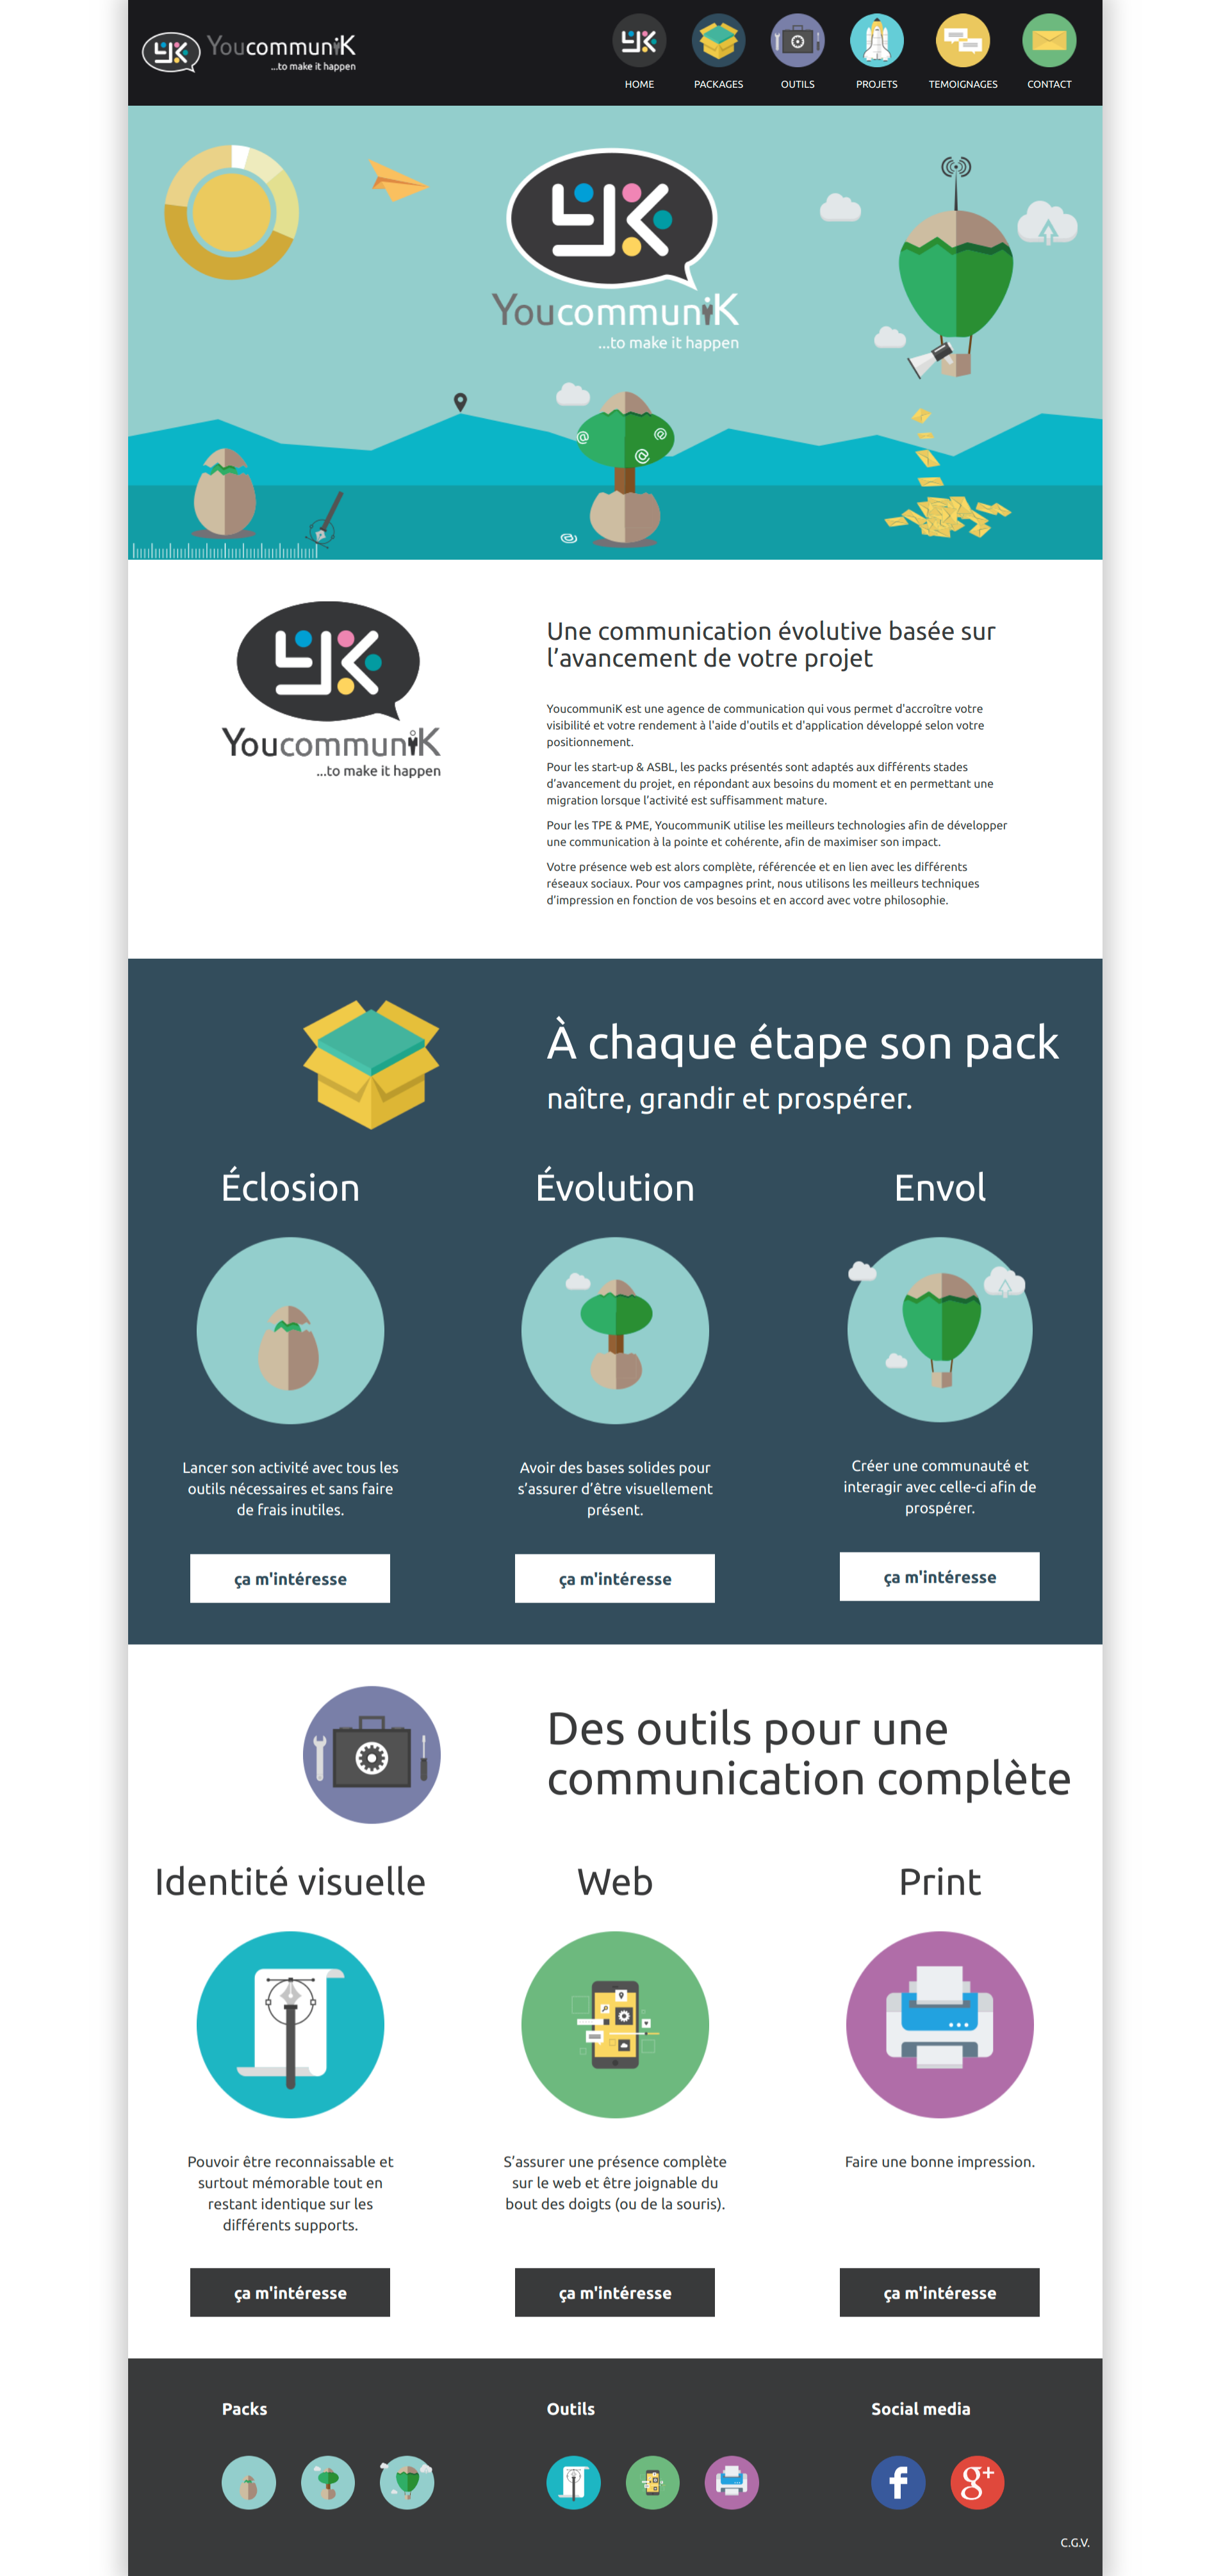 YK YoucommuniK
...to make it happen
HOME PACKAGES OUTILS PROJETS TEMOIGNAGES CONTACT
YK
YoucommuniK
...to make it happen
@ @ @
@
YK
YoucommuniK
...to make it happen
Une communication évolutive basée sur
l’avancement de votre projet
YoucommuniK est une agence de communication qui vous permet d'accroître votre
visibilité et votre rendement à l'aide d'outils et d'application développé selon votre
positionnement.
Pour les start-up & ASBL, les packs présentés sont adaptés aux différents stades
d'avancement du projet, en répondant aux besoins du moment et en permettant une
migration lorsque l’activité est suffisamment mature.
Pour les TPE & PME, YoucommuniK utilise les meilleurs technologies afin de développer
une communication à la pointe et cohérente, afin de maximiser son impact.
Votre présence web est alors complète, référencée et en lien avec les différents
réseaux sociaux. Pour vos campagnes print, nous utilisons les meilleurs techniques
d’impression en fonction de vos besoins et en accord avec votre philosophie.
À chaque étape son pack
naître, grandir et prospérer.
Éclosion
Évolution
Envol
Lancer son activité avec tous les
outils nécessaires et sans faire
de frais inutiles.
Avoir des bases solides pour
s’assurer d’être visuellement
présent.
Créer une communauté et
interagir avec celle-ci afin de
prospérer.
ça m'intéresse
ça m'intéresse
ça m'intéresse
Des outils pour une
communication complète
Identité visuelle
Web
Print
Pouvoir être reconnaissable et
surtout mémorable tout en
restant identique sur les
différents supports.
S’assurer une présence complète
sur le web et être joignable du
bout des doigts (ou de la souris).
Faire une bonne impression.
ça m'intéresse
ça m'intéresse
ça m'intéresse
Packs
Outils
Social media
f g+
C.G.V.